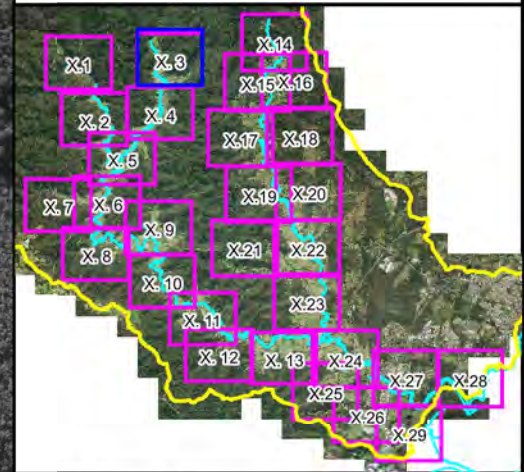 X.14
X.1
X. 3
X.15
X.16
X. 2
X. 4
X.17
X.18
X. 5
X. 7
X. 6
X.19
X.20
X. 9
X. 8
X.21
X.22
X. 10
X.23
X. 11
X. 12
X. 13
X.24
X.27
X.28
X.25
X.26
X.29